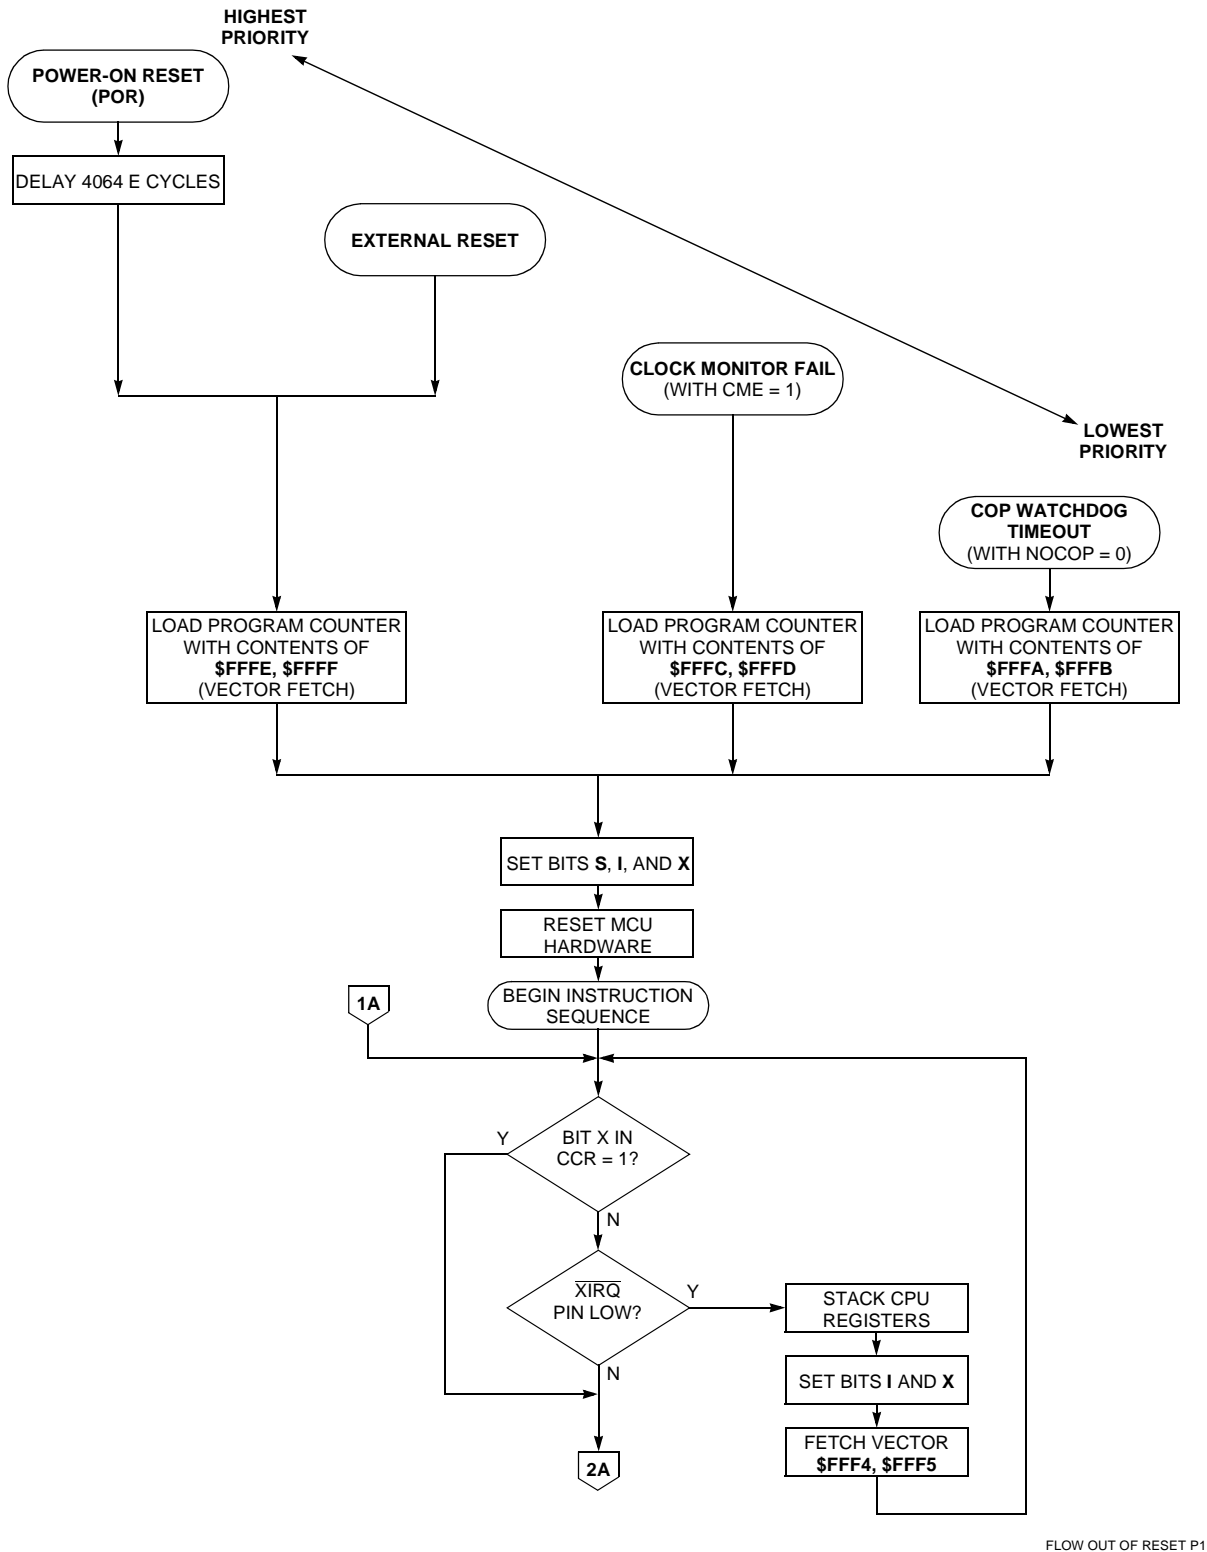 HIGHEST
PRIORITY
POWER-ON RESET
(POR)
DELAY 4064 E CYCLES
EXTERNAL RESET
CLOCK MONITOR FAIL
(WITH CME = 1)
LOWEST
PRIORITY
COP WATCHDOG
TIMEOUT
(WITH NOCOP = 0)
LOAD PROGRAM COUNTER
WITH CONTENTS OF
$FFFE, $FFFF
(VECTOR FETCH)
LOAD PROGRAM COUNTER
WITH CONTENTS OF
$FFFC, $FFFD
(VECTOR FETCH)
LOAD PROGRAM COUNTER
WITH CONTENTS OF
$FFFA, $FFFB
(VECTOR FETCH)
SET BITS S, I, AND X
RESET MCU
HARDWARE
1A
BEGIN INSTRUCTION
SEQUENCE
Y
BIT X IN
CCR = 1?
N
XIRQ
PIN LOW?
Y
STACK CPU
REGISTERS
N
SET BITS I AND X
FETCH VECTOR
$FFF4, $FFF5
2A
FLOW OUT OF RESET P1